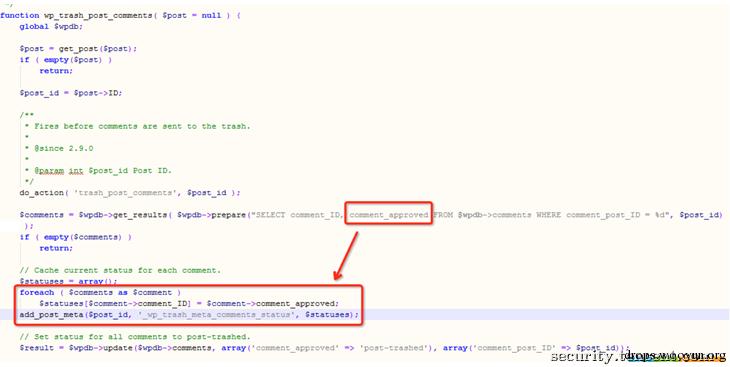 */
function wp_trash_post_comments( $post = null ) {
global $wpdb;
$post = get_post($post);
if ( empty($post) )
return;
$post_id = $post->ID;
/**
* Fires before comments are sent to the trash.
*
* @since 2.9.0
*
* @param int $post_id Post ID.
*/
do_action( 'trash_post_comments', $post_id );
$comments = $wpdb->get_results( $wpdb->prepare("SELECT comment_ID, comment_approved FROM $wpdb->comments WHERE comment_post_ID = %d", $post_id)
);
if ( empty($comments) )
return;
// Cache current status for each comment.
$statuses = array();
foreach ( $comments as $comment )
$statuses[$comment->comment_ID] = $comment->comment_approved;
add_post_meta($post_id, '_wp_trash_meta_comments_status', $statuses);
// Set status for all comments to post-trashed.
$result = $wpdb->update($wpdb->comments, array('comment_approved' => 'post-trashed'), array('comment_post_ID' => $post_id));
drops.wooyun.org